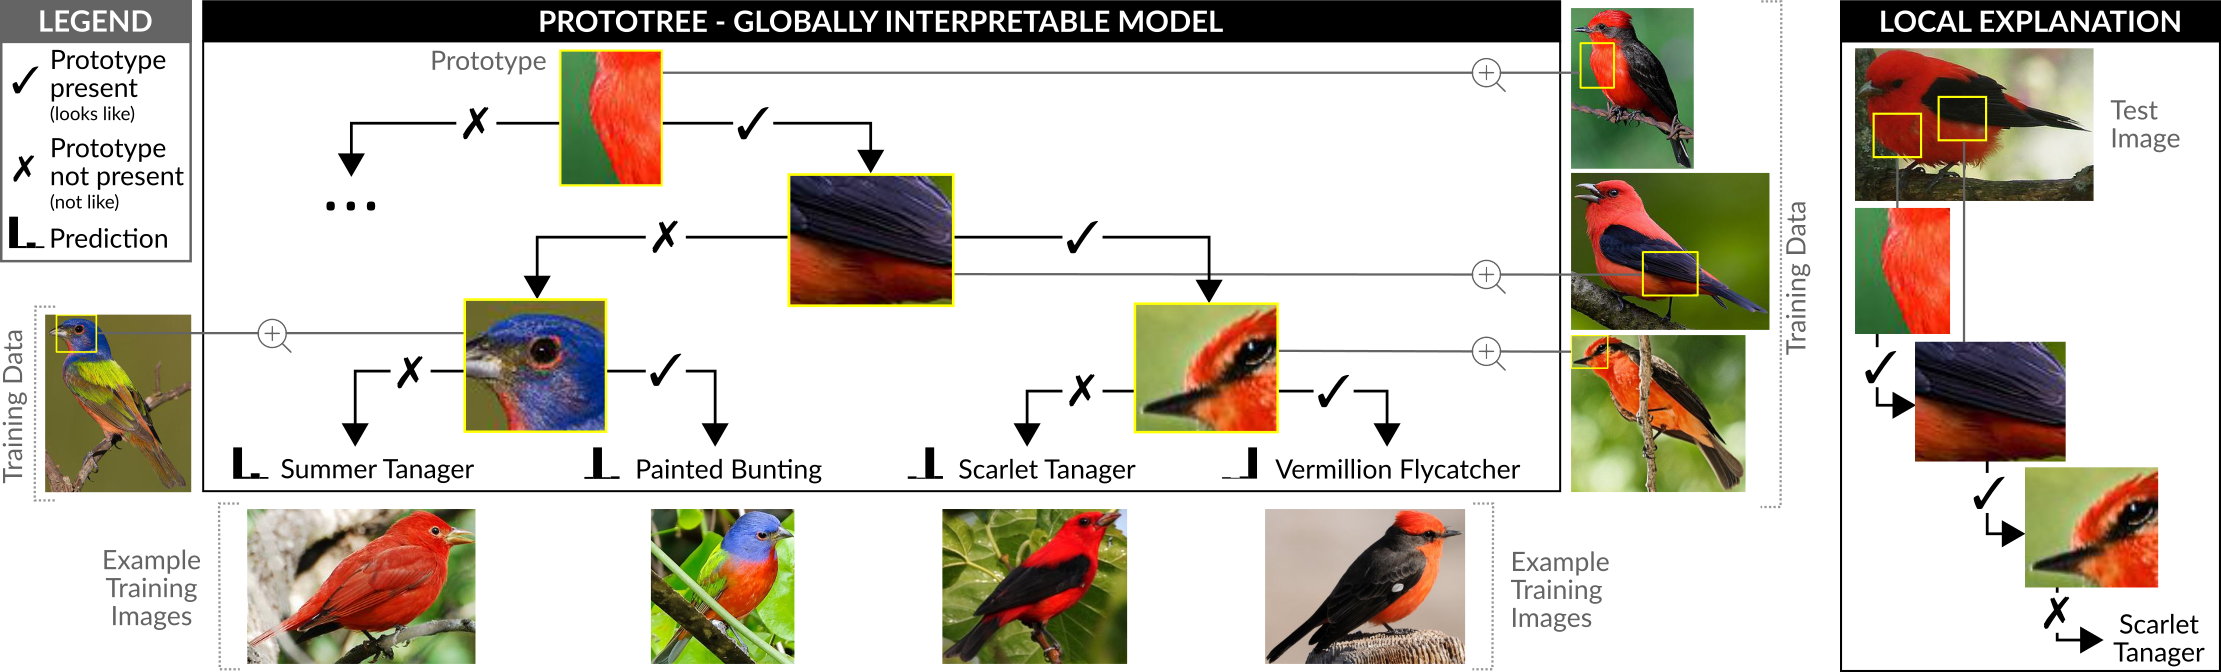 LEGEND
Prototype
present
(looks like)
Prototype
not present
(not like)
Prediction
PROTOTREE - GLOBALLY INTERPRETABLE MODEL
Prototype
...
Summer Tanager
Painted Bunting
Scarlet Tanager
Vermillion Flycatcher
Training Data
Training Data
Example
Training
Images
Example
Training
Images
LOCAL EXPLANATION
Test
Image
Scarlet
Tanager